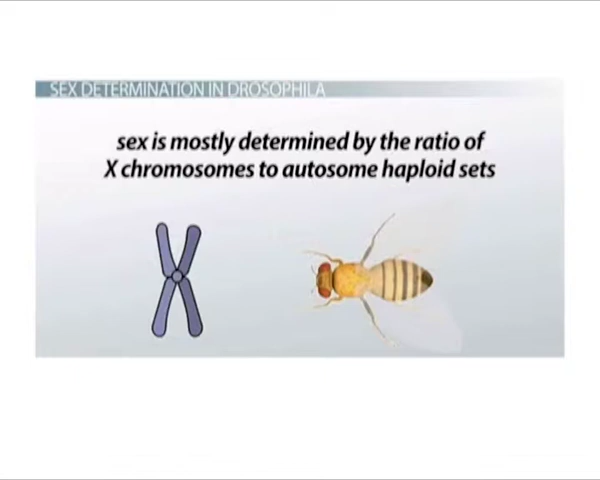 SEX DETERMINATION IN DROSOPHILA
sex is mostly determined by the ratio of
X chromosomes to autosome haploid sets